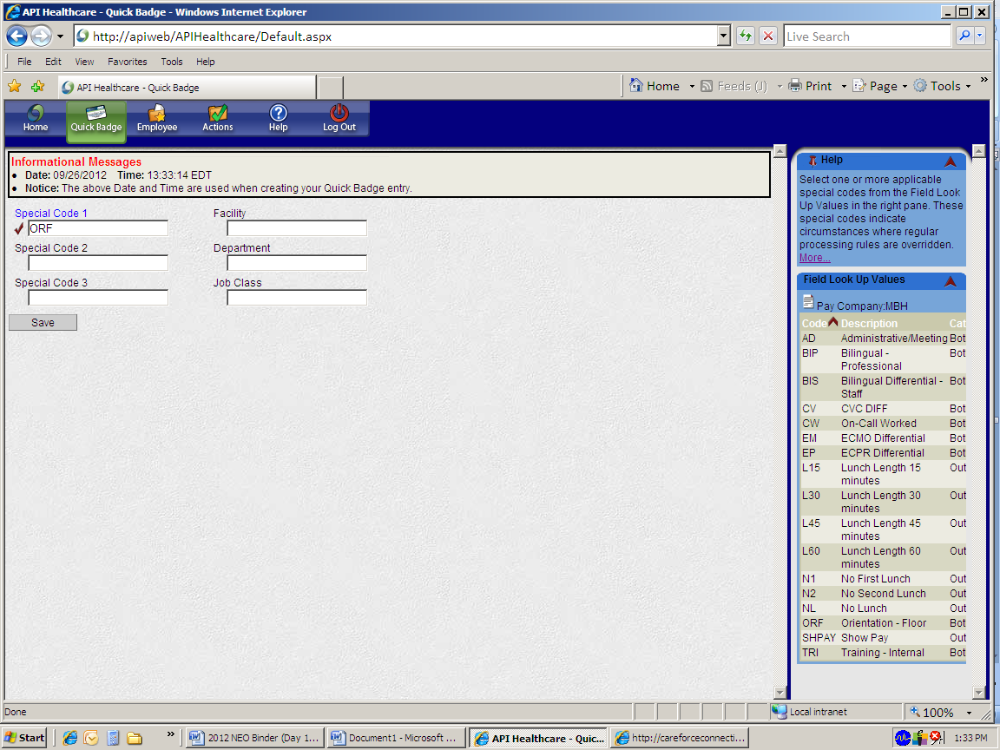 API Healthcare - Quick Badge - Windows Internet Explorer
http://apiweb/APIHealthcare/Default.aspx
Live Search
File Edit View Favorites Tools Help
API Healthcare - Quick Badge
Home Feeds (J) Print Page Tools »
Home Quick Badge Employee Actions Help Log Out
Informational Messages
• Date: 09/26/2012 Time: 13:33:14 EDT
• Notice: The above Date and Time are used when creating your Quick Badge entry.
Special Code 1 Facility
ORF
Special Code 2 Department
Special Code 3 Job Class
Save
Help
Select one or more applicable
special codes from the Field Look
Up Values in the right pane. These
special codes indicate
circumstances where regular
processing rules are overridden.
More...
Field Look Up Values
Pay Company:MBH
Code Description Cat
AD Administrative/Meeting Bot
BIP Bilingual - Bot
Professional
BIS Bilingual Differential - Bot
Staff
CV CVC DIFF Bot
CW On-Call Worked Bot
EM ECMO Differential Bot
EP ECPR Differential Bot
L15 Lunch Length 15 Out
minutes
L30 Lunch Length 30 Out
minutes
L45 Lunch Length 45 Out
minutes
L60 Lunch Length 60 Out
minutes
N1 No First Lunch Out
N2 No Second Lunch Out
NL No Lunch Out
ORF Orientation - Floor Bot
SHPAY Show Pay Out
TRI Training - Internal Bot
Done Local intranet 100%
Start » 2012 NEO Binder (Day 1... Document1 - Microsoft ... API Healthcare - Quic... http://careforceconnecti... 1:33 PM